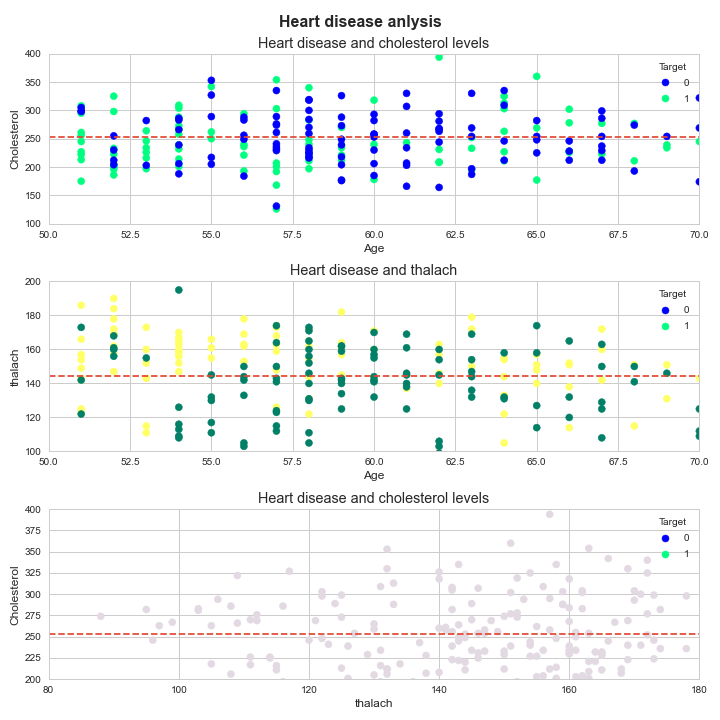 Heart disease anlysis
Heart disease and cholesterol levels
400
350
300
250
200
150
100
Cholesterol
Target
0
1
50.0 52.5 55.0 57.5 60.0 62.5 65.0 67.5 70.0
Age
Heart disease and thalach
200
180
160
140
120
100
thalach
Target
0
1
50.0 52.5 55.0 57.5 60.0 62.5 65.0 67.5 70.0
Age
Heart disease and cholesterol levels
400
375
350
325
300
275
250
225
200
Cholesterol
Target
0
1
80 100 120 140 160 180
thalach